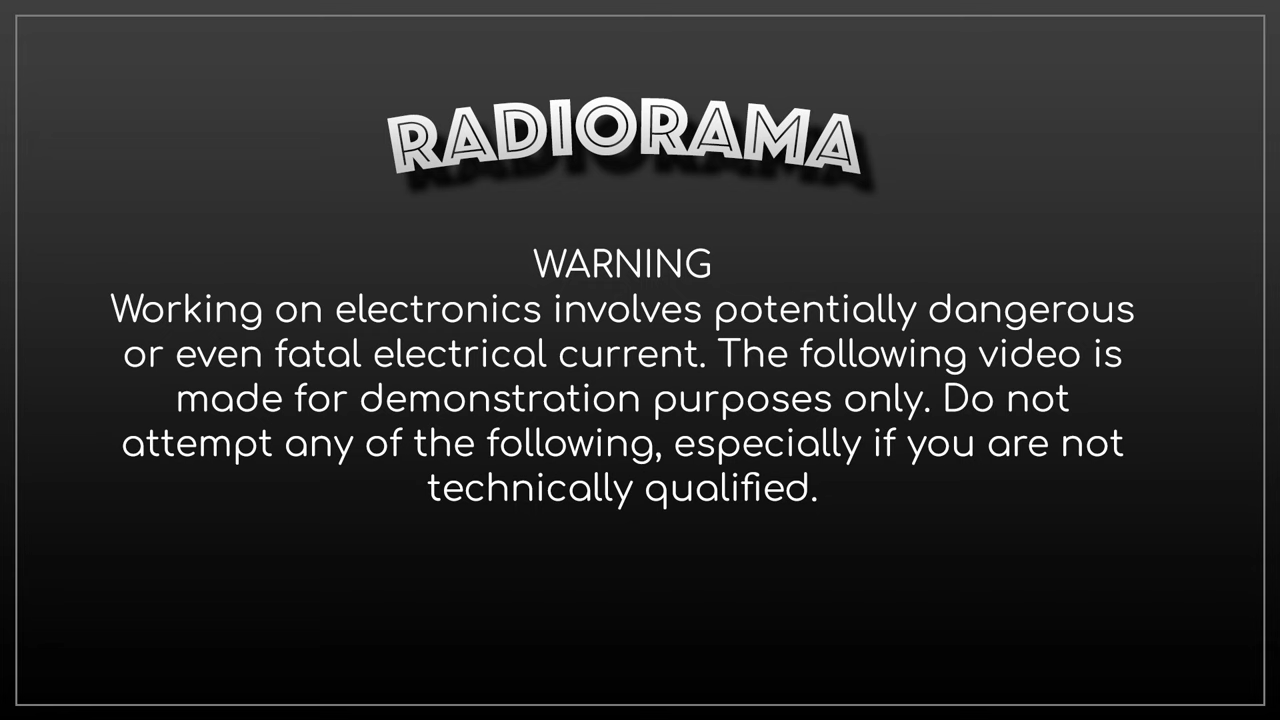 RADIORAMA
WARNING
Working on electronics involves potentially dangerous
or even fatal electrical current. The following video is
made for demonstration purposes only. Do not
attempt any of the following, especially if you are not
technically qualified.